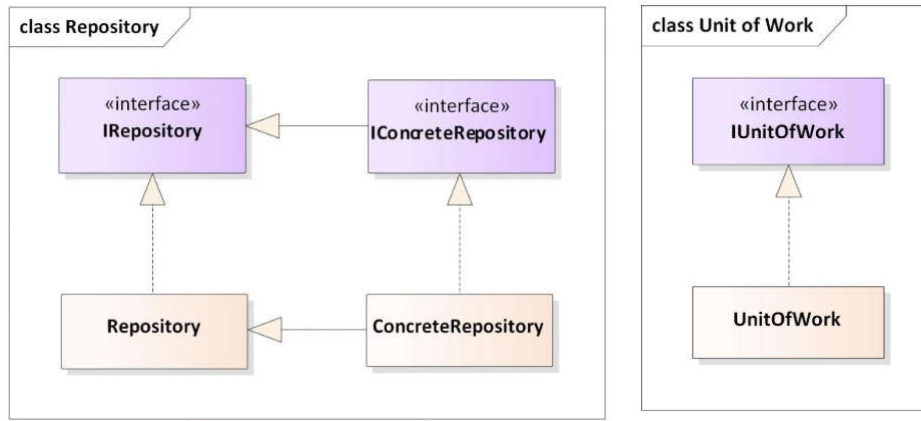 class Repository
«interface»
IRepository
«interface»
IConcreteRepository
Repository
ConcreteRepository
class Unit of Work
«interface»
IUnitOfWork
UnitOfWork